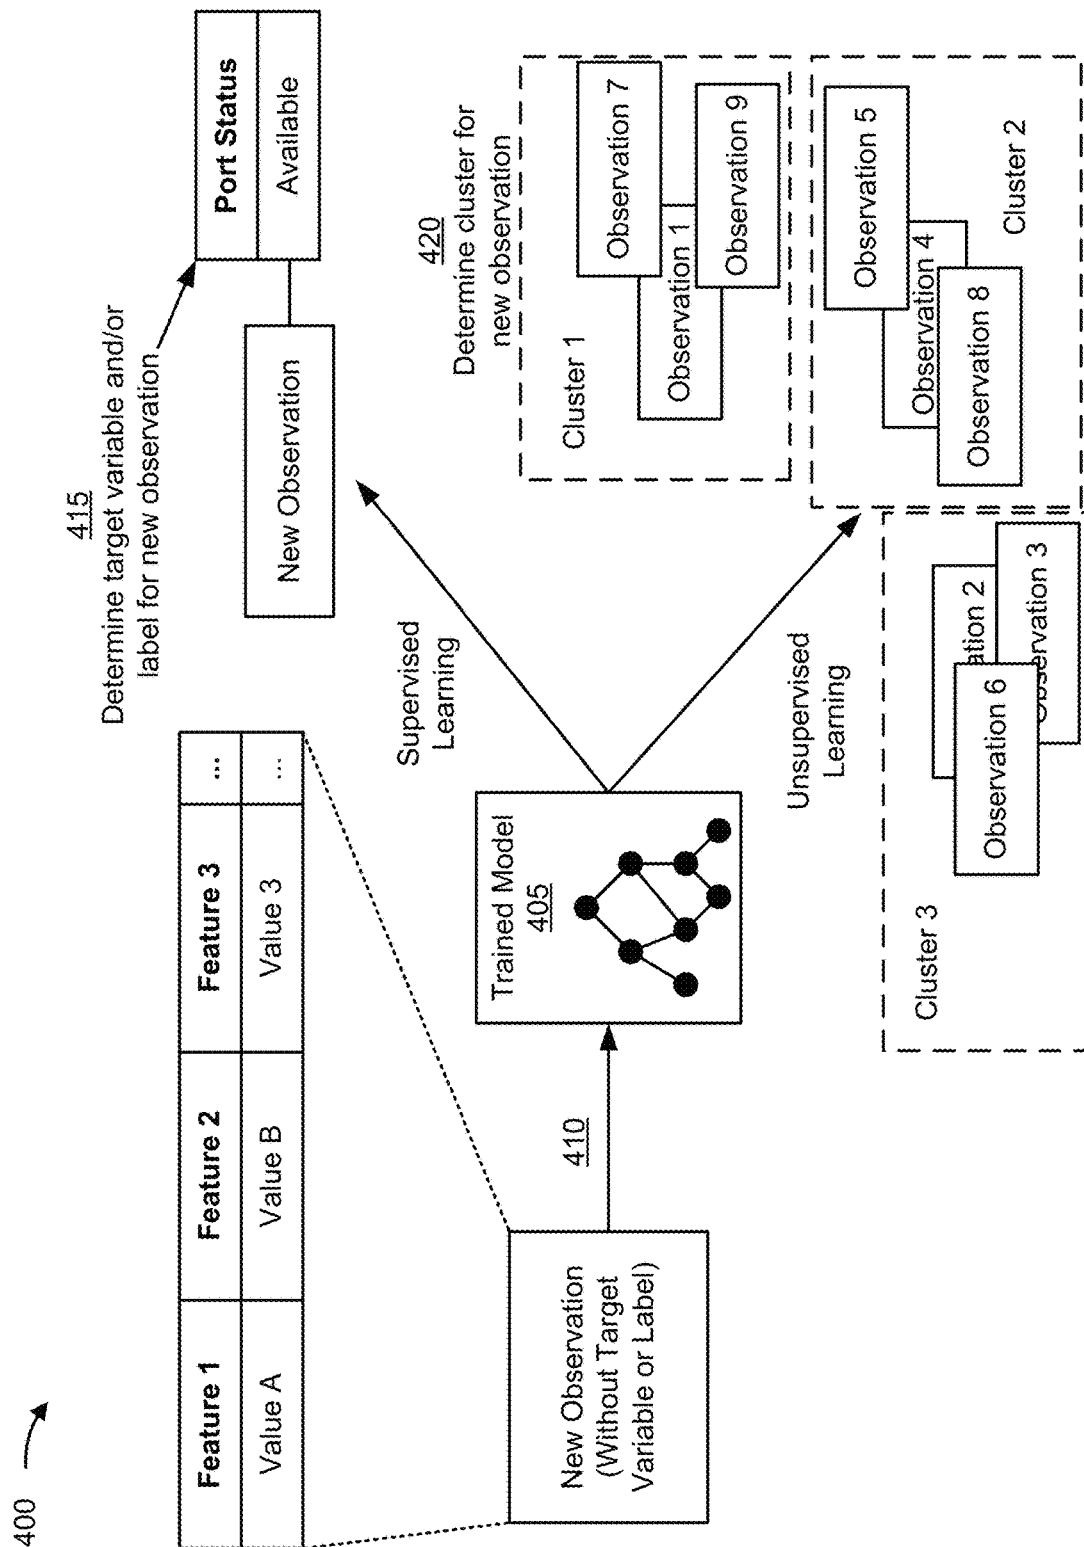 400
Feature 1
Feature 2
Feature 3
...
Value A
Value B
Value 3
...
New Observation
(Without Target
Variable or Label)
410
Trained Model
405
Supervised
Learning
415
Determine target variable and/or
label for new observation
New Observation
Port Status
Available
Unsupervised
Learning
420
Determine cluster for
new observation
Cluster 1
Observation 7
Observation 1
Observation 9
Observation 5
Observation 4
Observation 8
Cluster 2
Cluster 3
ation 2
Observation 6
bservation 3